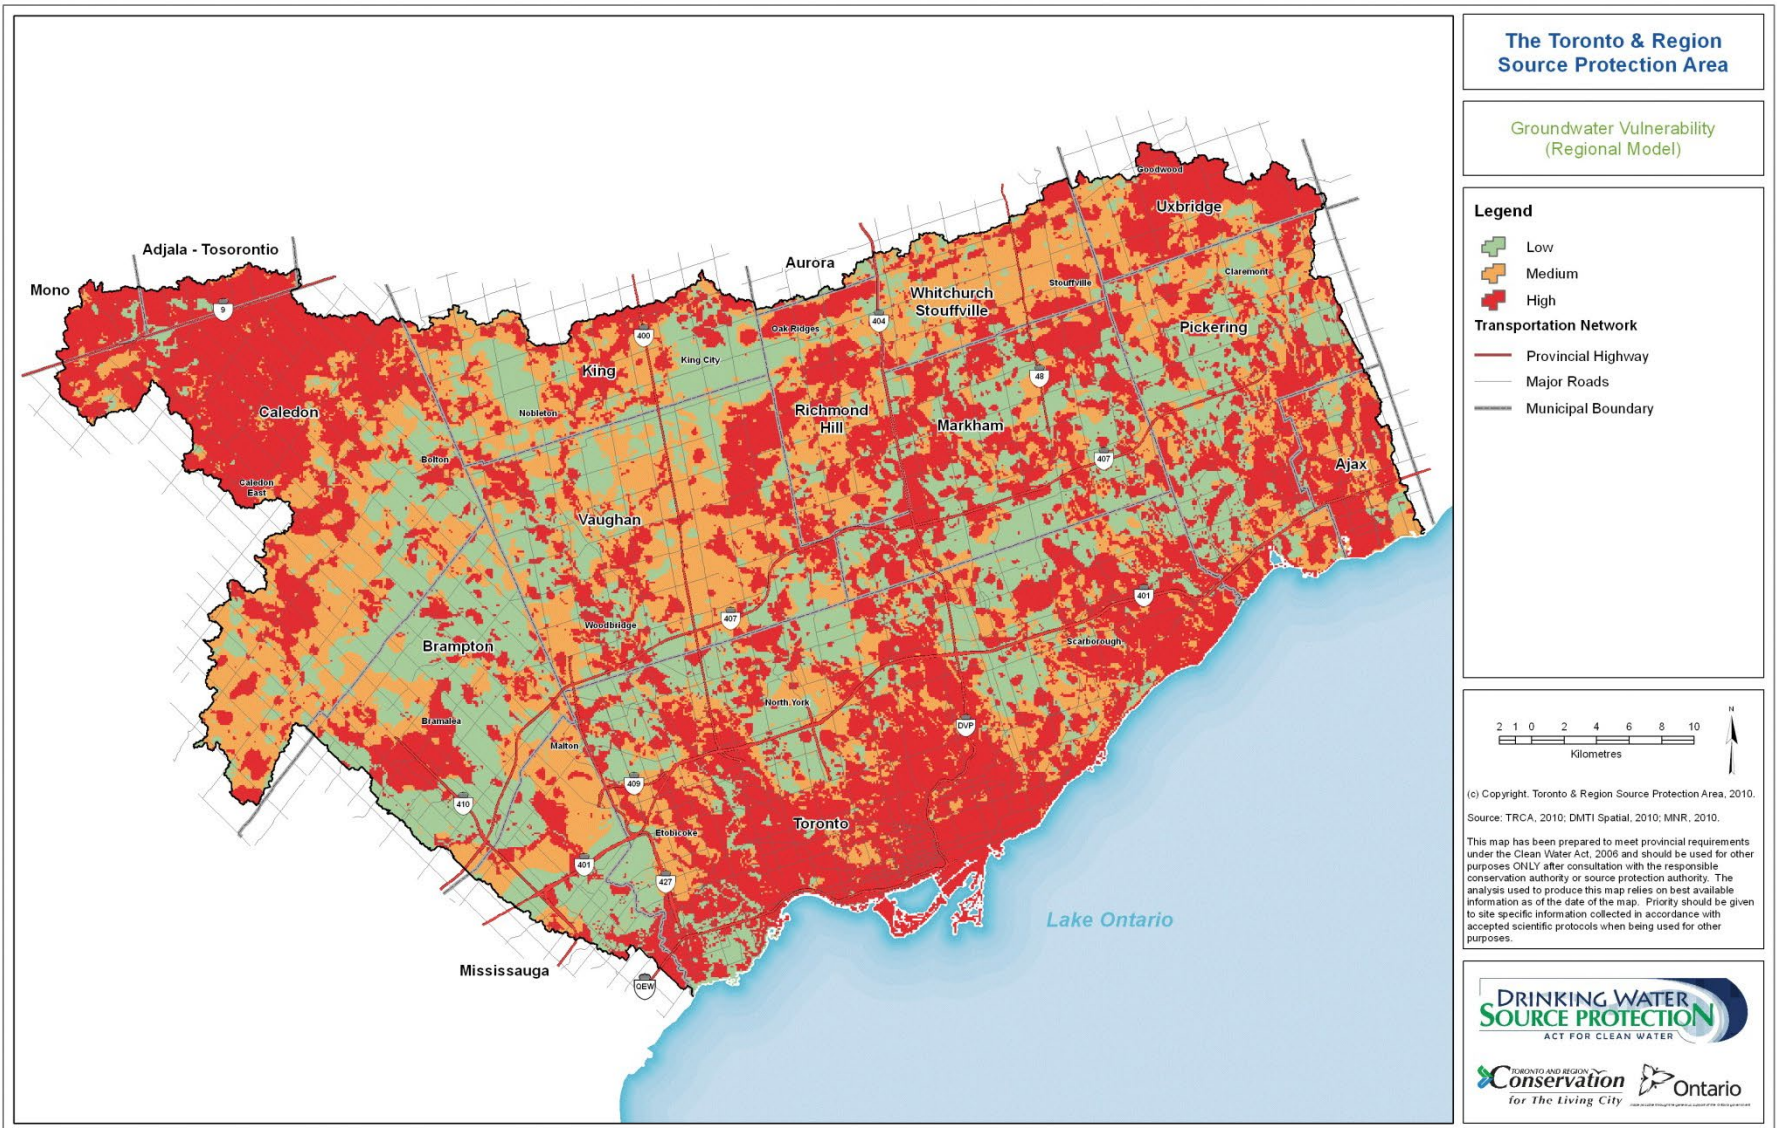 The Toronto & Region
Source Protection Area
Groundwater Vulnerability
(Regional Model)
Legend
Low
Medium
High
Transportation Network
Provincial Highway
Major Roads
Municipal Boundary
2 1 0 2 4 6 8 10
Kilometres
N
(c) Copyright. Toronto & Region Source Protection Area, 2010.
Source: TRCA, 2010; DMTI Spatial, 2010; MNR, 2010.
This map has been prepared to meet provincial requirements
under the Clean Water Act, 2006 and should be used for other
purposes ONLY after consultation with the responsible
conservation authority or source protection authority. The
analysis used to produce this map relies on best available
information as of the date of the map. Priority should be given
to site specific information collected in accordance with
accepted scientific protocols when being used for other
purposes.
DRINKING WATER
SOURCE PROTECTION
ACT FOR CLEAN WATER
TORONTO AND REGION
Conservation
for The Living City
Ontario
Goodwood
Uxbridge
Adjala - Tosorontio
Mono
9
Aurora
Claremont
Stouffville
Whitchurch
Stouffville
Pickering
Oak Ridges
404
400
King City
King
48
Caledon
Nobleton
Richmond
Hill
Markham
Bolton
407
Ajax
Caledon
East
Vaughan
401
407
Woodbridge
Scarborough
Brampton
North York
Bramalea
DVP
Malton
409
410
Etobicoke
Toronto
401
427
Lake Ontario
Mississauga
QEW